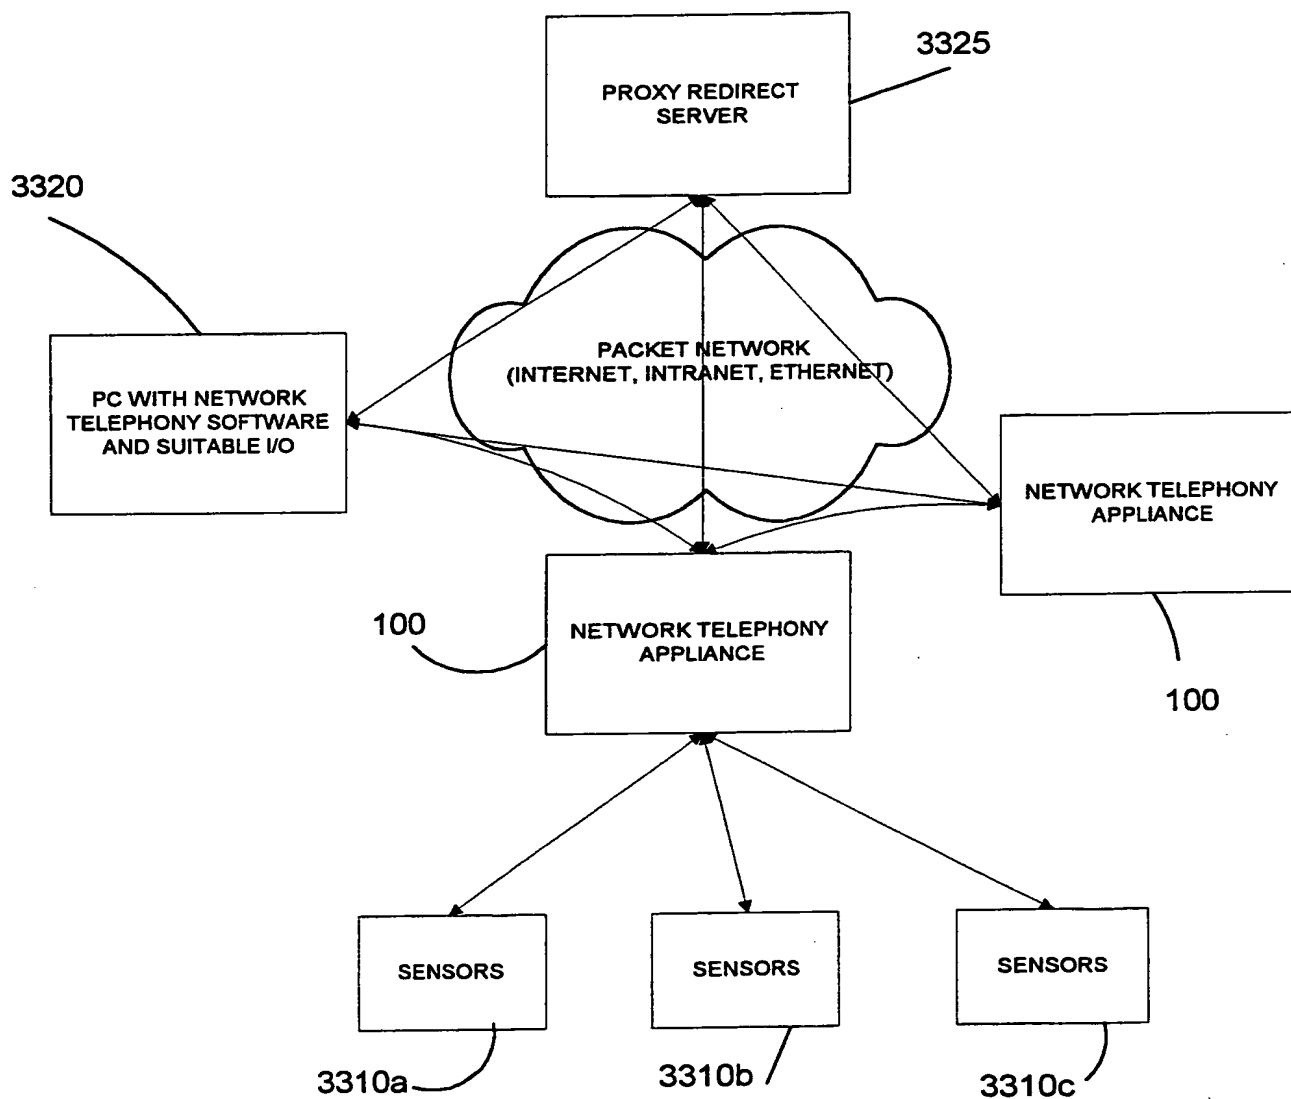 3325
PROXY REDIRECT
SERVER
3320
PACKET NETWORK
(INTERNET, INTRANET, ETHERNET)
PC WITH NETWORK
TELEPHONY SOFTWARE
AND SUITABLE I/O
NETWORK TELEPHONY
APPLIANCE
100
NETWORK TELEPHONY
APPLIANCE
100
SENSORS
SENSORS
SENSORS
3310a
3310b
3310c